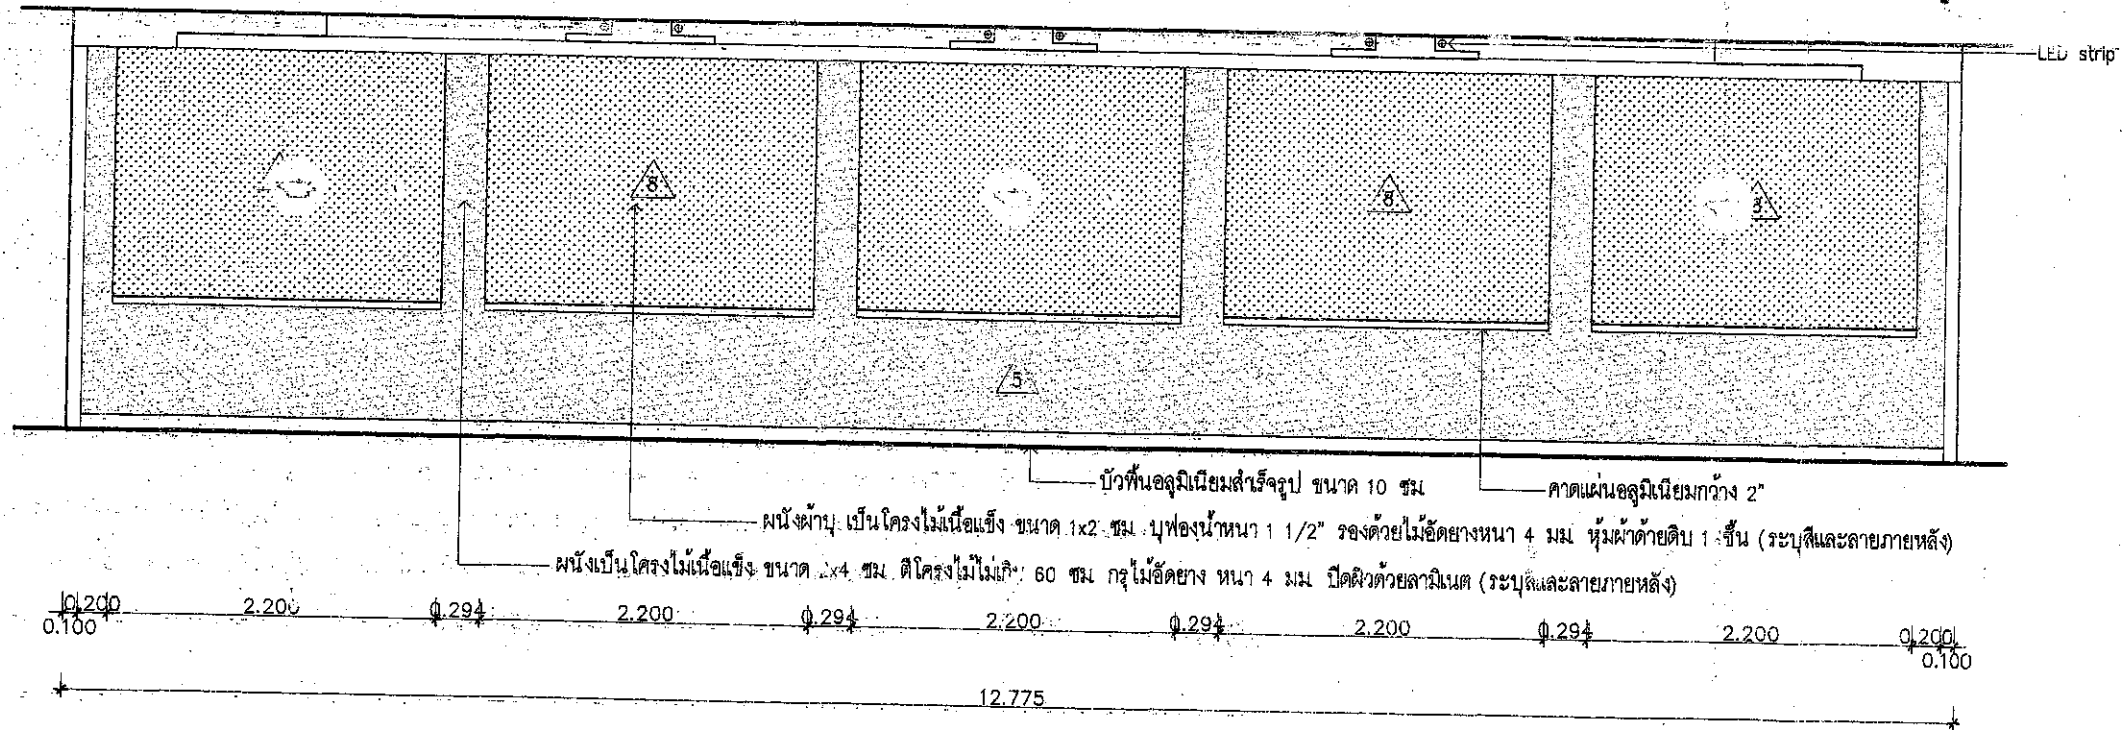 LED strip
8
8
8
5
บัวพื้นอลูมิเนียมสำเร็จรูป ขนาด 10 ซม
คาดแผ่นอลูมิเนียมกว้าง 2"
ผนังผ้าบุ เป็นโครงไม้เนื้อแข็ง ขนาด 1x2 ซม บุฟองน้ำหนา 1 1/2" รองด้วยไม้อัดยางหนา 4 มม หุ้มผ้าด้ายดิบ 1 ชั้น (ระบุสีและลายภายหลัง)
ผนังเป็นโครงไม้เนื้อแข็ง ขนาด x4 ซม ตีโครงไม้ไม่เกิน 60 ซม กรุไม้อัดยาง หนา 4 มม ปิดผิวด้วยลามิเนต (ระบุสีและลายภายหลัง)
0.200 2.200 0.294 2.200 0.294 2.200 0.294 2.200 0.294 2.200 0.200
0.100 0.100
12.775